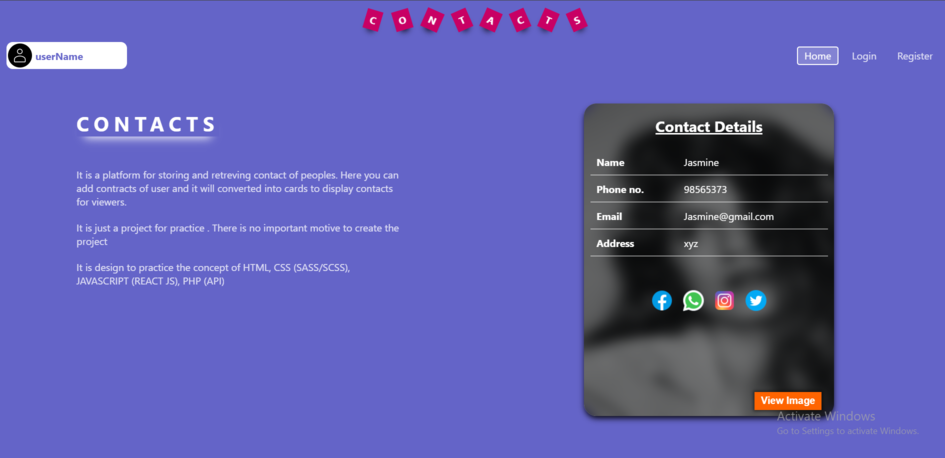 CONTACTS
userName
Home Login Register
CONTACTS
It is a platform for storing and retreving contact of peoples. Here you can
add contracts of user and it will converted into cards to display contacts
for viewers.
It is just a project for practice . There is no important motive to create the
project
It is design to practice the concept of HTML, CSS (SASS/SCSS),
JAVASCRIPT (REACT JS), PHP (API)
Contact Details
Name Jasmine
Phone no. 98565373
Email Jasmine@gmail.com
Address xyz
View Image
Activate Windows
Go to Settings to activate Windows.